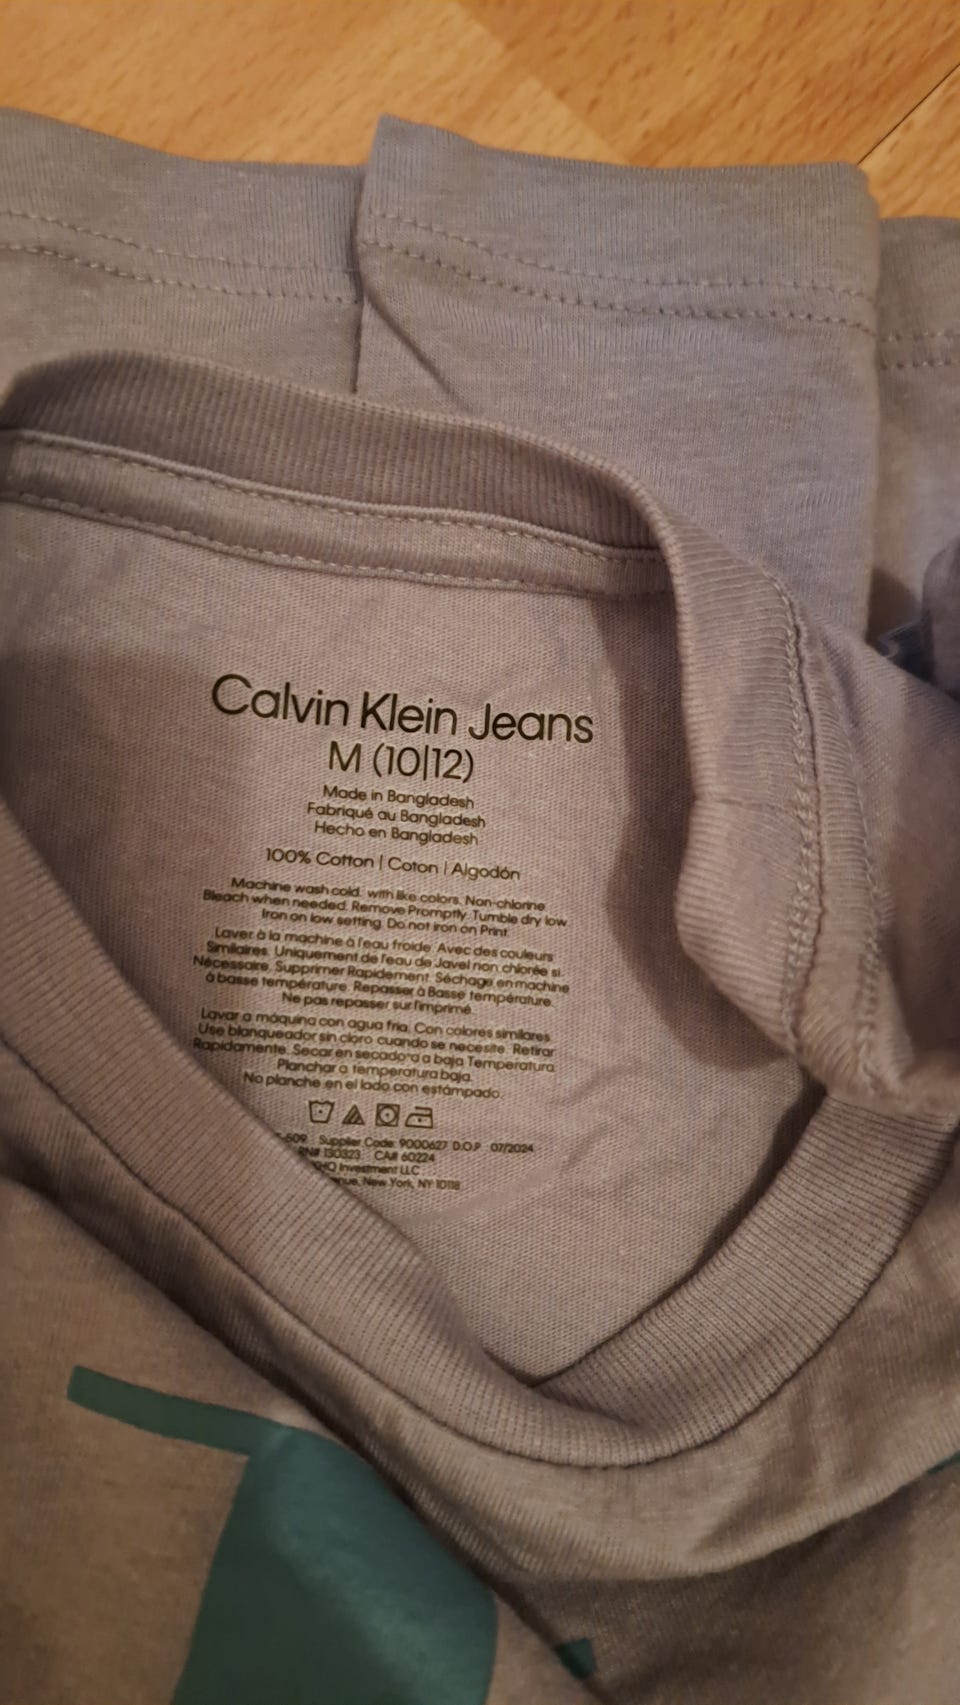 Calvin Klein Jeans
M (10|12)
Made in Bangladesh
Fabriqué au Bangladesh
Hecho en Bangladesh
100% Cotton | Coton | Algodón
Machine wash cold. with like colors. Non-chlorine
Bleach when needed. Remove Promptly. Tumble dry low
Iron on low setting. Do not Iron on Print.
Laver à la machine à l'eau froide. Avec des couleurs
Similaires. Uniquement de l'eau de Javel non chlorée si
Nécessaire. Supprimer Rapidement. Séchage en machine
à basse température. Repasser à Basse température.
Ne pas repasser sur l'imprimé.
Lavar a máquina con agua fria. Con colores similares.
Use blanqueador sin cloro cuando se necesite. Retirar
Rapidamente. Secar en secadora a baja Temperatura.
Planchar a temperatura baja.
No planche en el lado con estámpado.
-609 Supplier Code: 9000627 D.O.P 07/2024
RN# 130323 CA# 60224
Investment LLC
New York, NY 10118